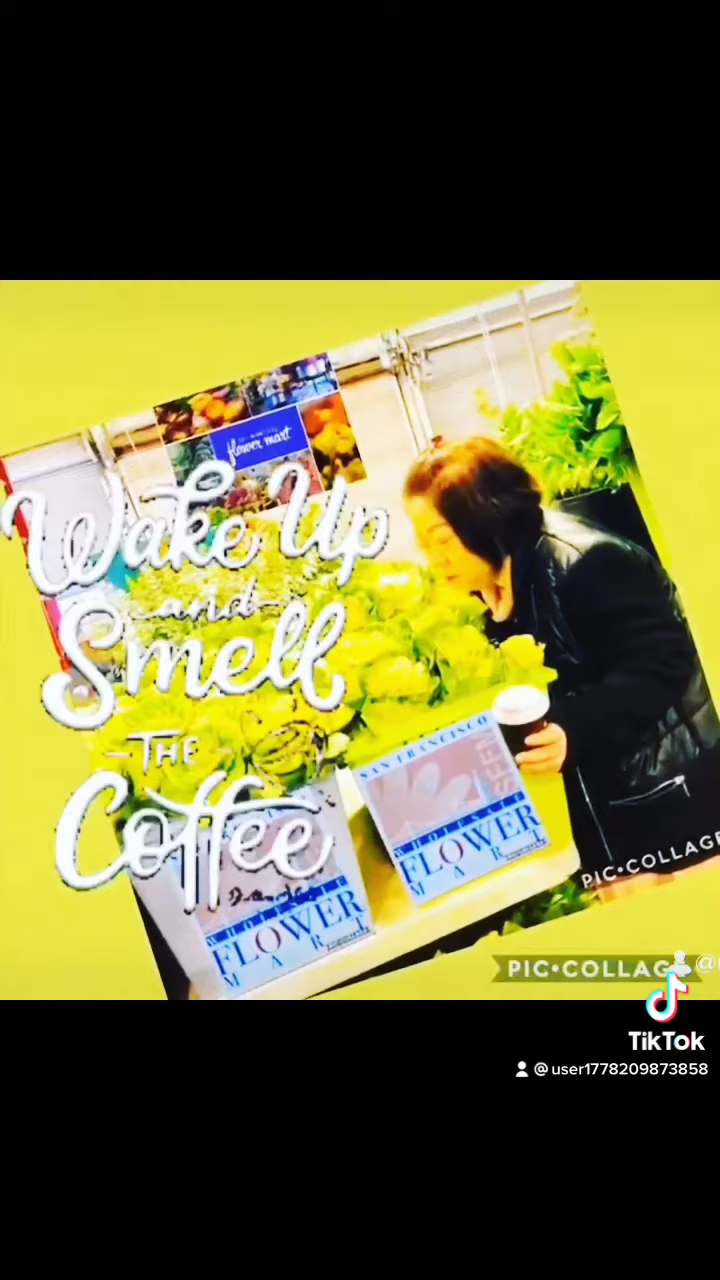 flower mart
Wake Up
and
Smell
THE
Coffee
SAN FRANCISCO
WHOLESALE
FLOWER
MART
WHOLESALE
FLOWER
MART
PIC•COLLAGE
PIC•COLLAGE
TikTok
@user1778209873858